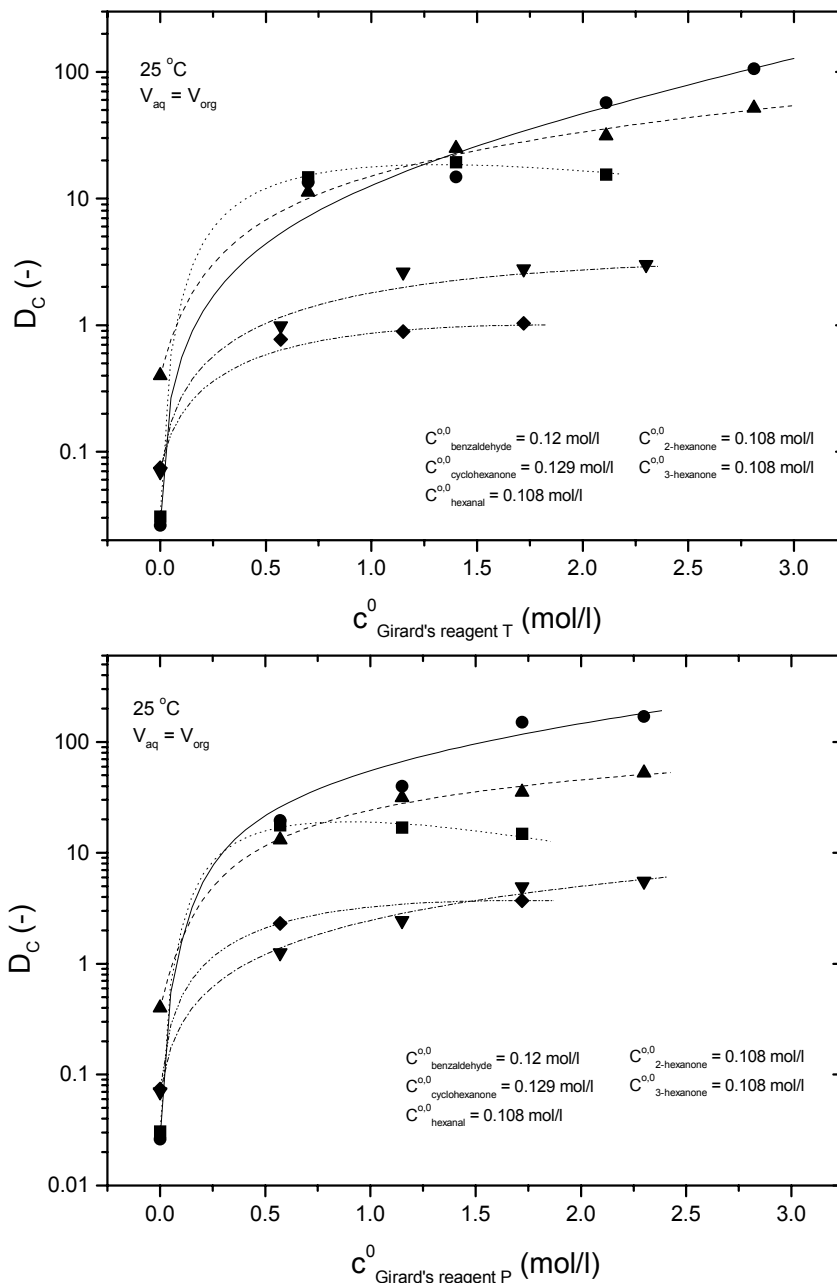 100
10
1
0.1
D_C (-)
25 °C
V_aq = V_org
C^o,0_benzaldehyde = 0.12 mol/l C^o,0_2-hexanone = 0.108 mol/l
C^o,0_cyclohexanone = 0.129 mol/l C^o,0_3-hexanone = 0.108 mol/l
C^o,0_hexanal = 0.108 mol/l
0.0 0.5 1.0 1.5 2.0 2.5 3.0
c^0_Girard's reagent T (mol/l)
100
10
1
0.1
0.01
D_C (-)
25 °C
V_aq = V_org
C^o,0_benzaldehyde = 0.12 mol/l C^o,0_2-hexanone = 0.108 mol/l
C^o,0_cyclohexanone = 0.129 mol/l C^o,0_3-hexanone = 0.108 mol/l
C^o,0_hexanal = 0.108 mol/l
0.0 0.5 1.0 1.5 2.0 2.5 3.0
c^0_Girard's reagent P (mol/l)